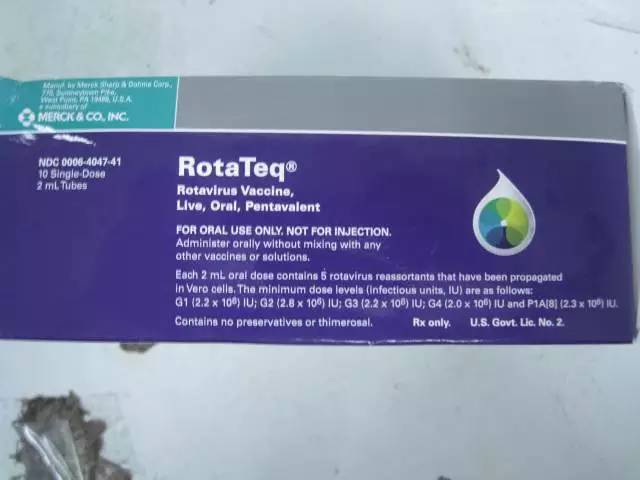 Manuf. by Merck Sharp & Dohme Corp.,
770, Sumneytown Pike,
West Point, PA 19486, U.S.A.
a subsidiary of
MERCK & CO., INC.
NDC 0006-4047-41
10 Single-Dose
2 mL Tubes
RotaTeq®
Rotavirus Vaccine,
Live, Oral, Pentavalent
FOR ORAL USE ONLY. NOT FOR INJECTION.
Administer orally without mixing with any
other vaccines or solutions.
Each 2 mL oral dose contains 5 rotavirus reassortants that have been propagated
in Vero cells. The minimum dose levels (infectious units, IU) are as follows:
G1 (2.2 x 10⁶) IU; G2 (2.8 x 10⁶) IU; G3 (2.2 x 10⁶) IU; G4 (2.0 x 10⁶) IU and P1A[8] (2.3 x 10⁶) IU.
Contains no preservatives or thimerosal. Rx only. U.S. Govt. Lic. No. 2.